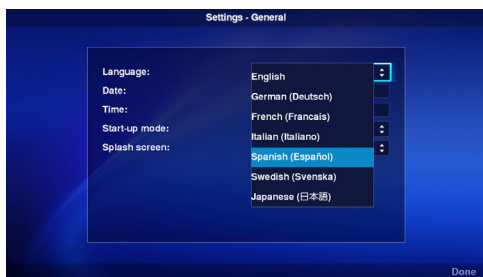 Settings - General
Language:
Date:
Time:
Start-up mode:
Splash screen:
English
German (Deutsch)
French (Francais)
Italian (Italiano)
Spanish (Español)
Swedish (Svenska)
Japanese (日本語)
Done